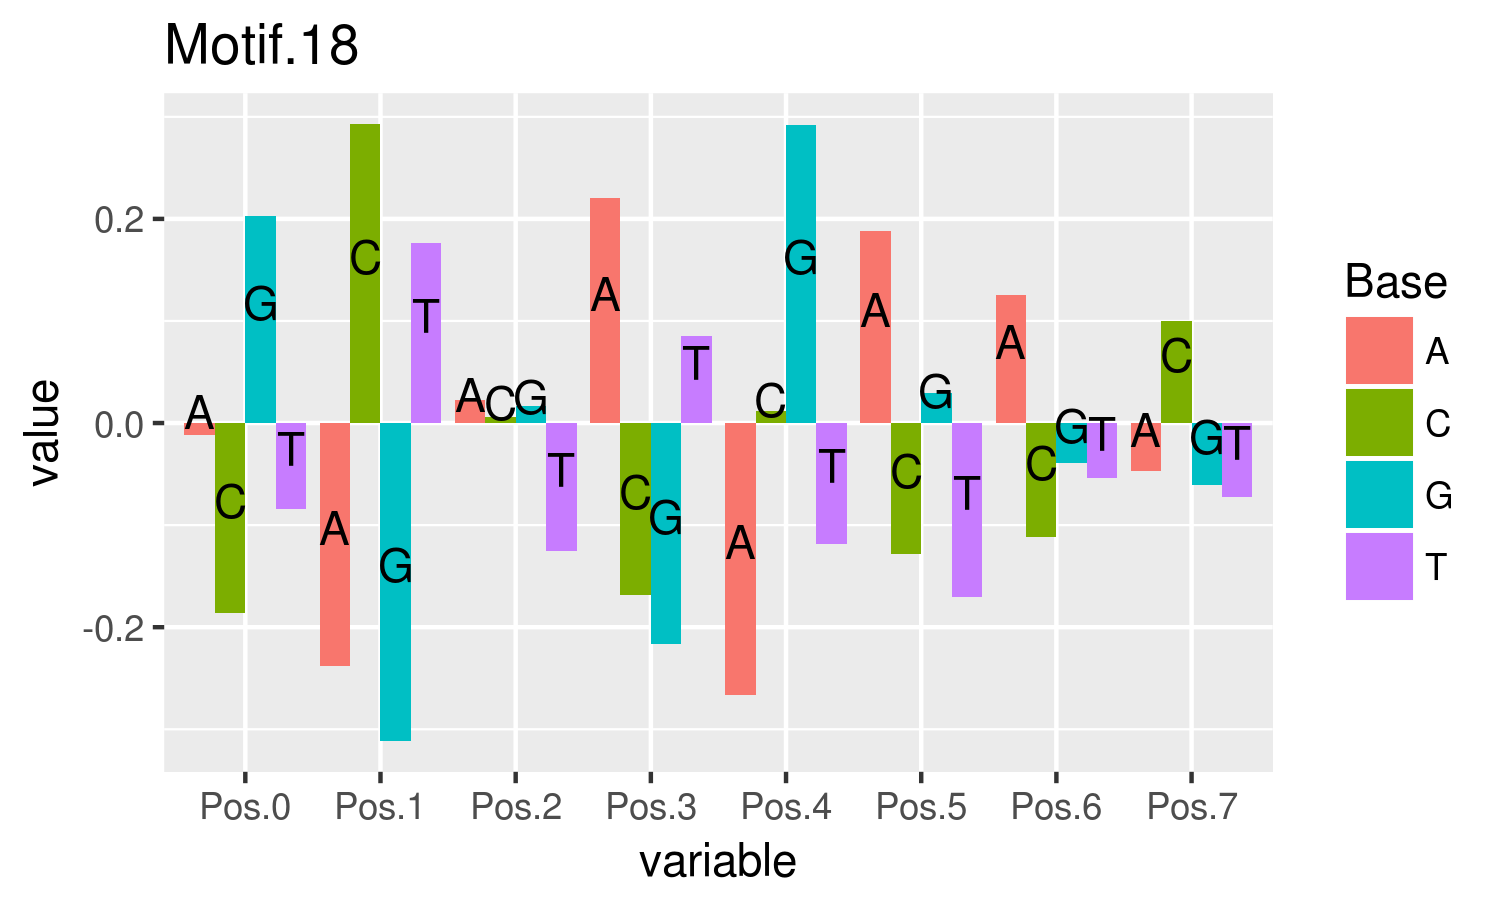 Motif.18
value
0.2
0.0
-0.2
A C G T
A C G T
A C G T
A C G T
A C G T
A C G T
A C G T
A C G T
Pos.0 Pos.1 Pos.2 Pos.3 Pos.4 Pos.5 Pos.6 Pos.7
variable
Base
A
C
G
T